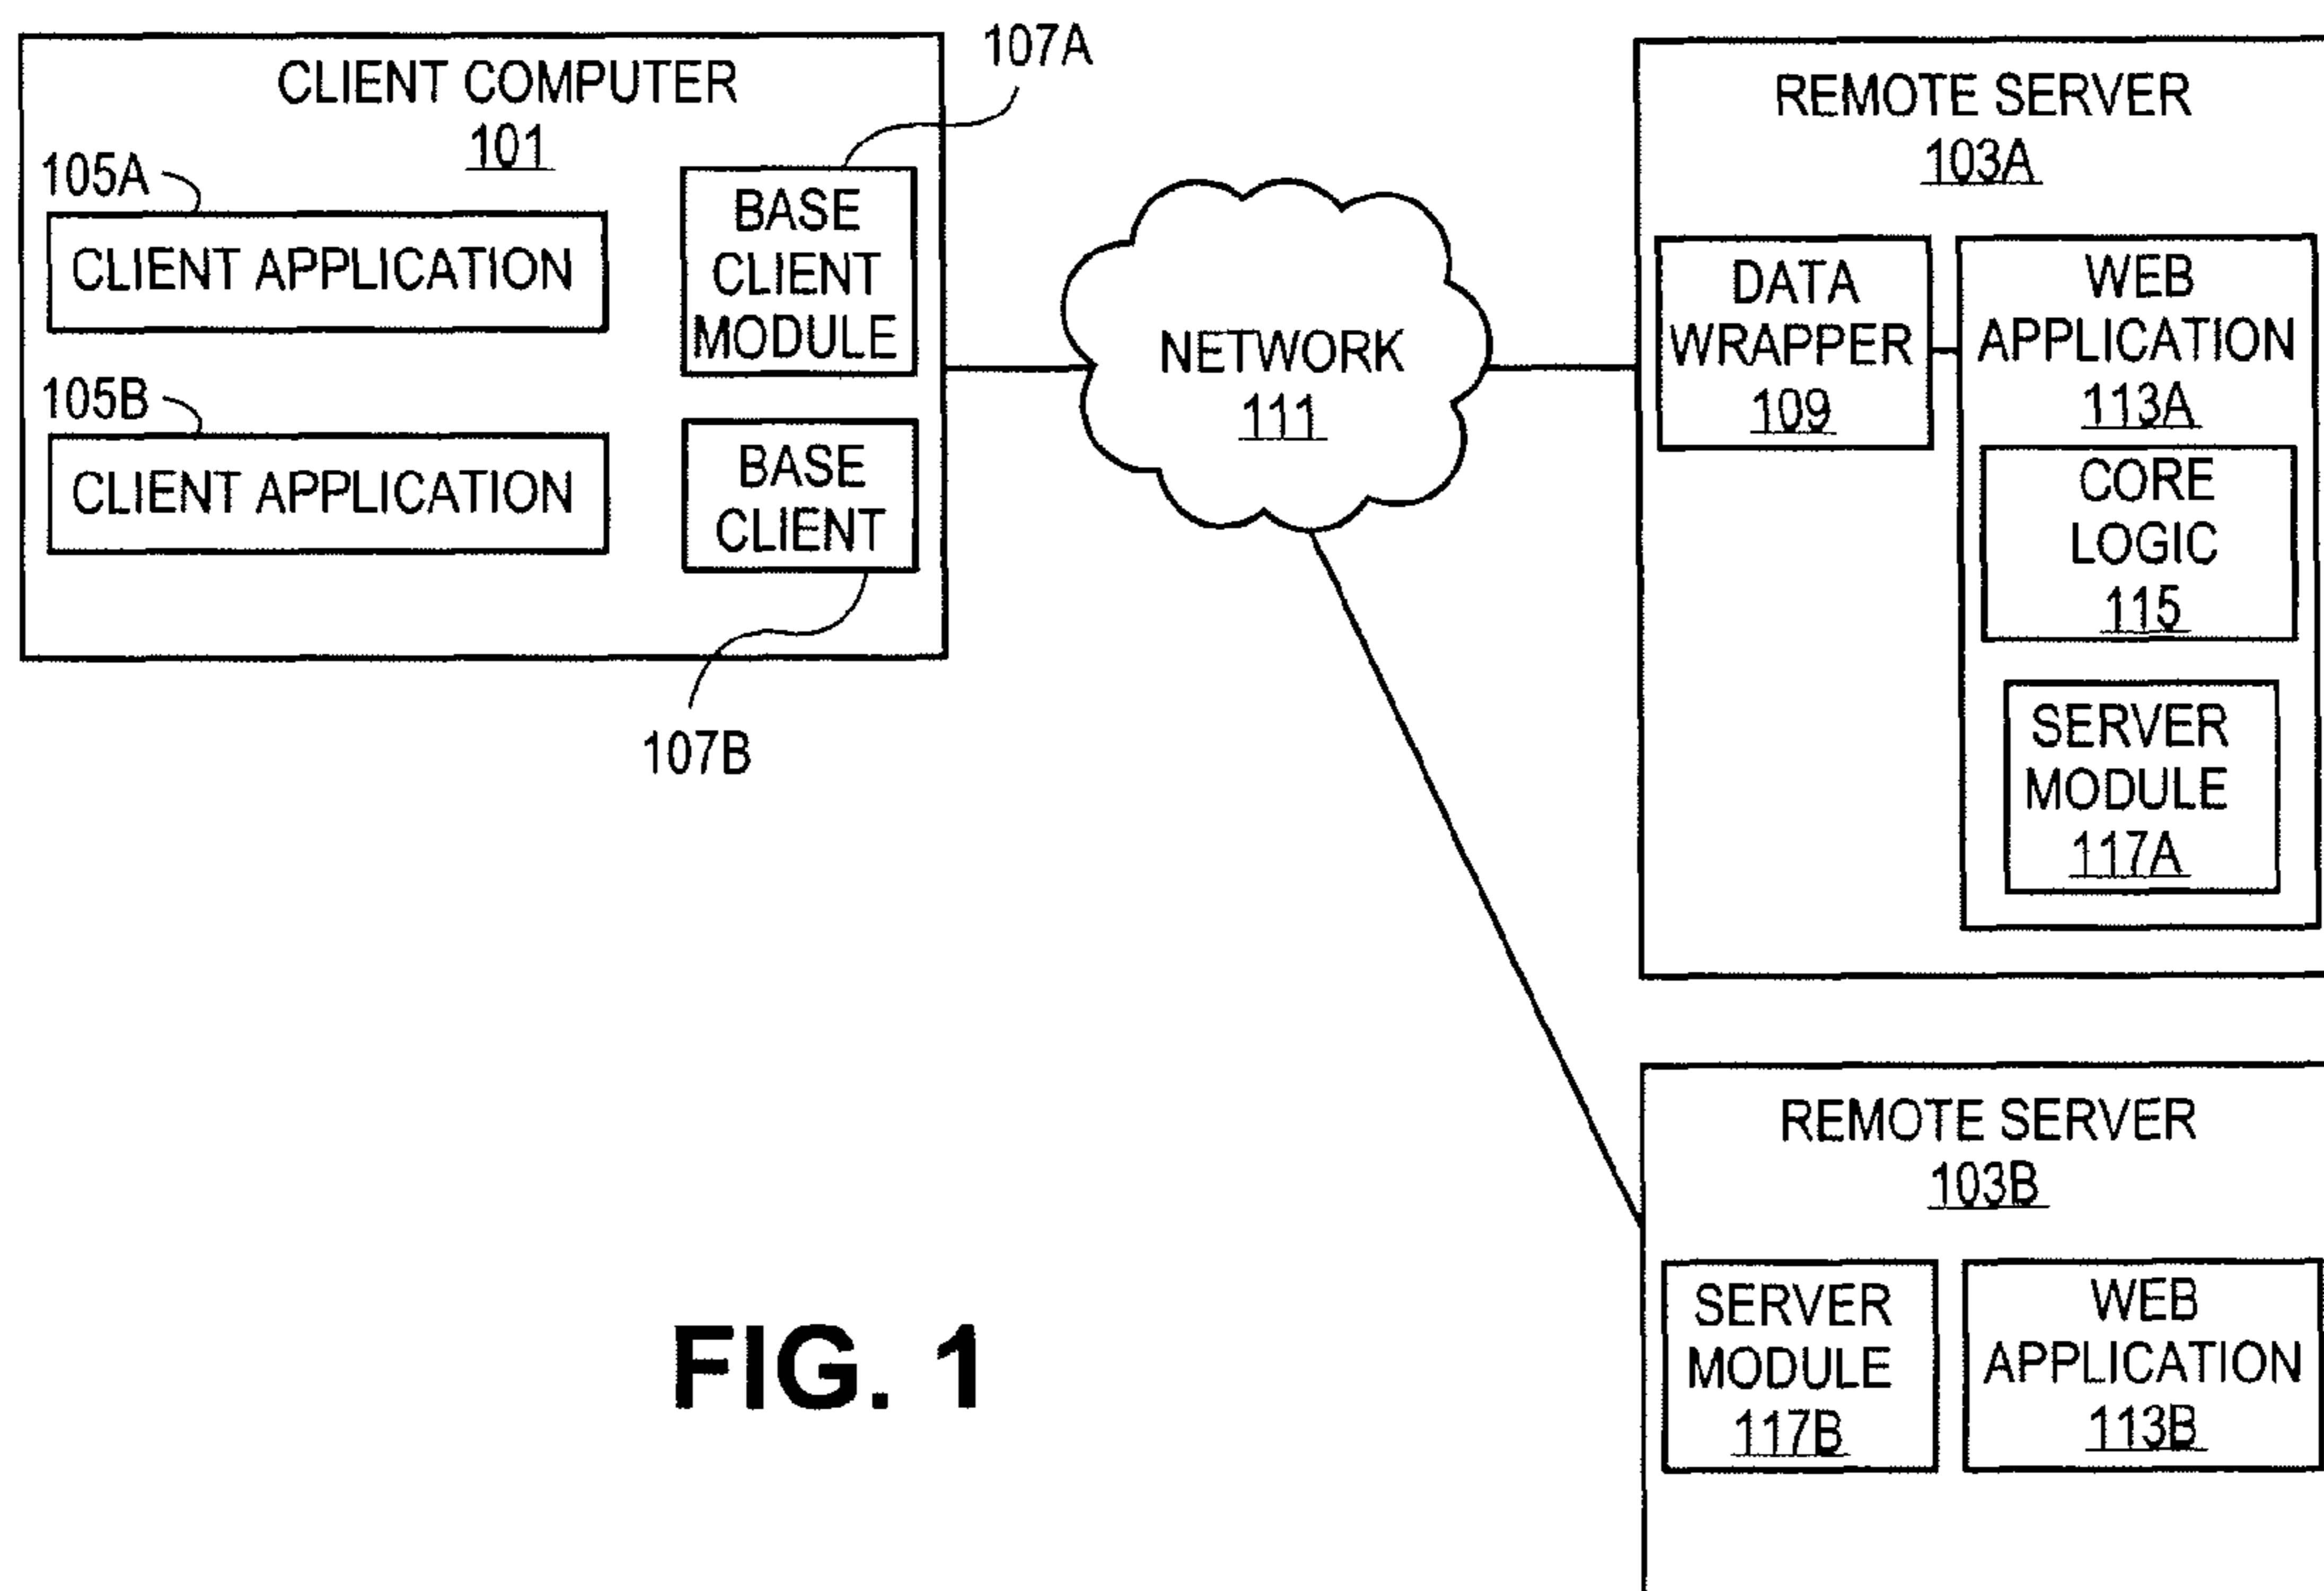 CLIENT COMPUTER
101
107A
105A
CLIENT APPLICATION
BASE
CLIENT
MODULE
105B
CLIENT APPLICATION
BASE
CLIENT
107B
NETWORK
111
REMOTE SERVER
103A
DATA
WRAPPER
109
WEB
APPLICATION
113A
CORE
LOGIC
115
SERVER
MODULE
117A
REMOTE SERVER
103B
SERVER
MODULE
117B
WEB
APPLICATION
113B
FIG. 1